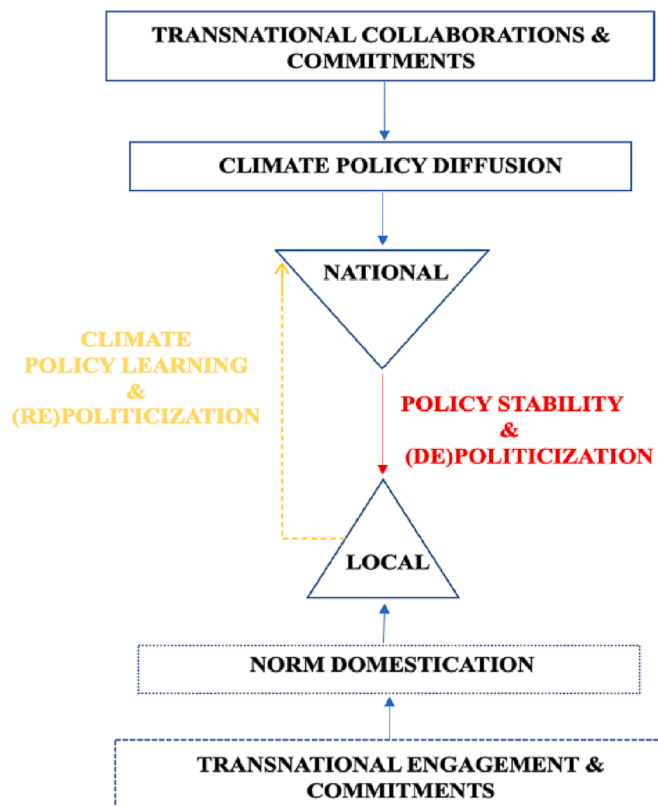 TRANSNATIONAL COLLABORATIONS &
COMMITMENTS
CLIMATE POLICY DIFFUSION
NATIONAL
CLIMATE
POLICY LEARNING
&
(RE)POLITICIZATION
POLICY STABILITY
&
(DE)POLITICIZATION
LOCAL
NORM DOMESTICATION
TRANSNATIONAL ENGAGEMENT &
COMMITMENTS